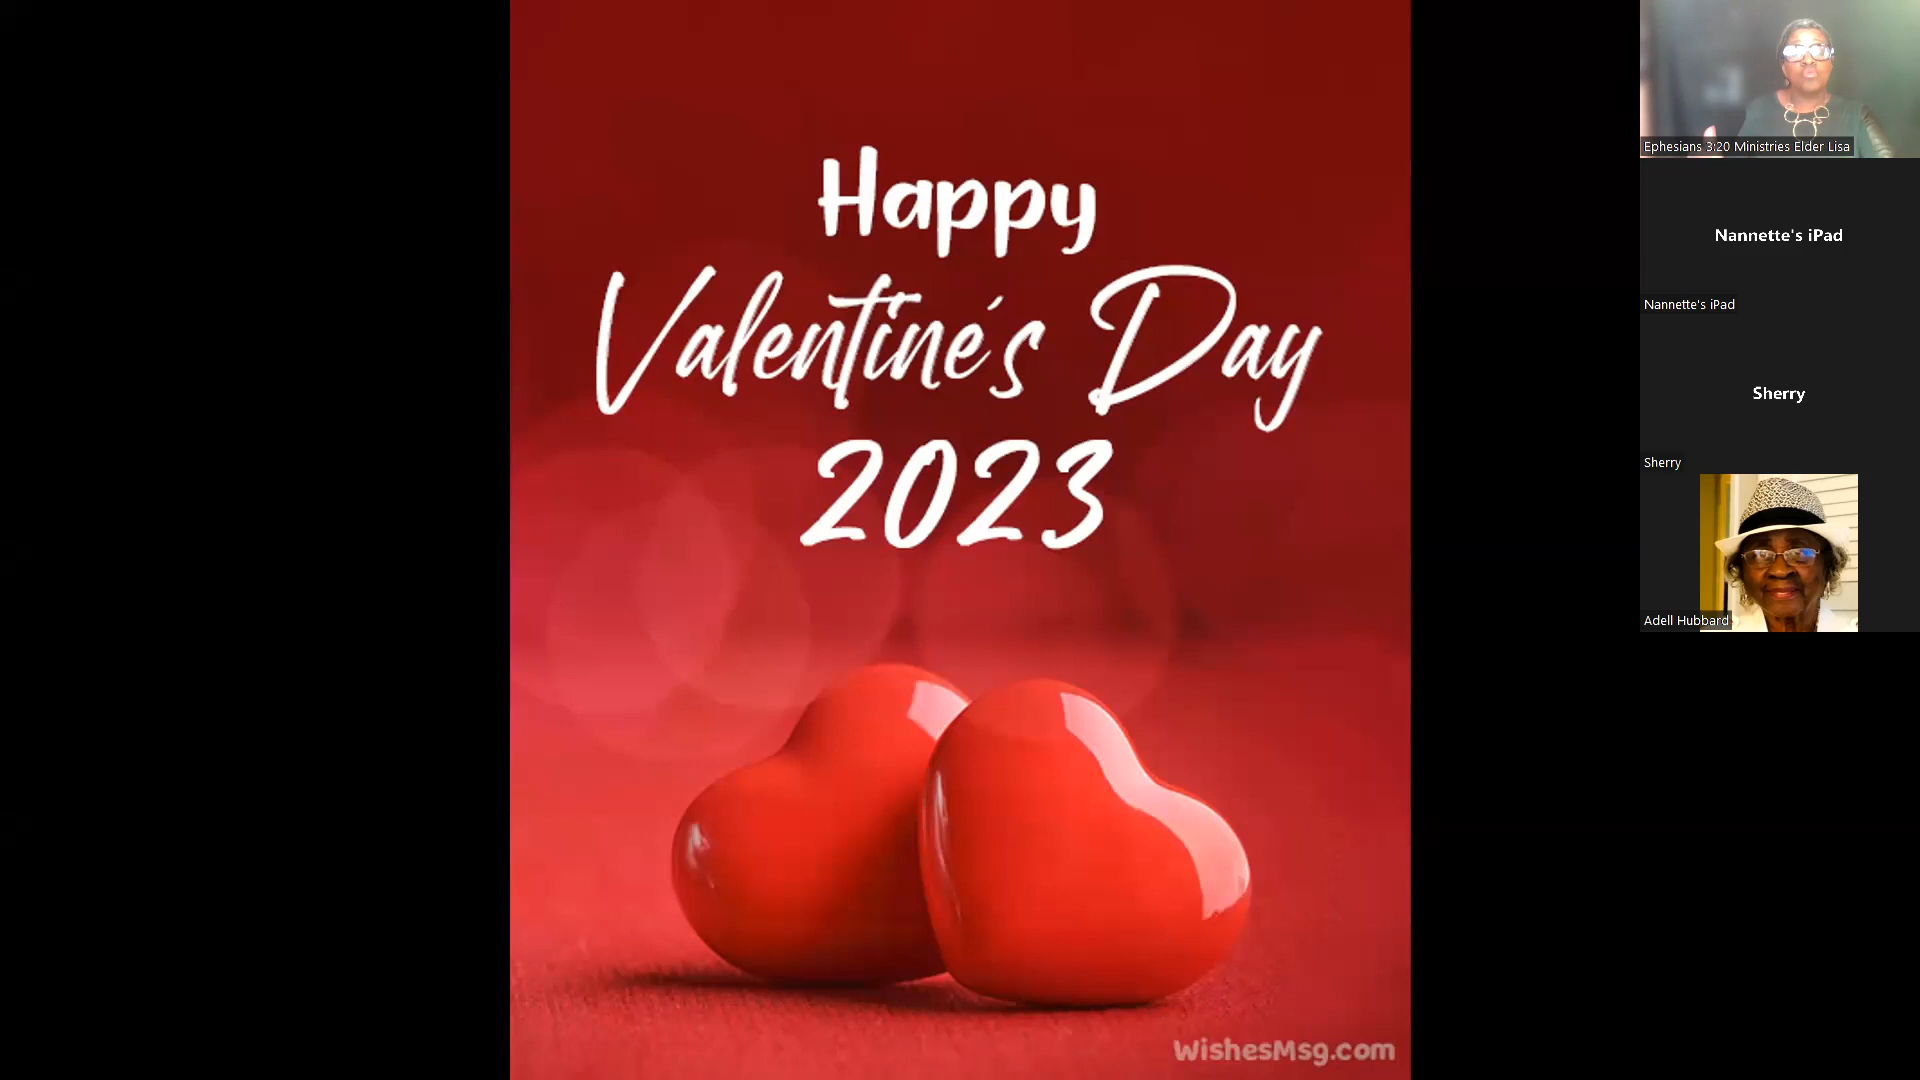 Happy
Valentine's Day
2023
WishesMsg.com
Ephesians 3:20 Ministries Elder Lisa
Nannette's iPad
Nannette's iPad
Sherry
Sherry
Adell Hubbard